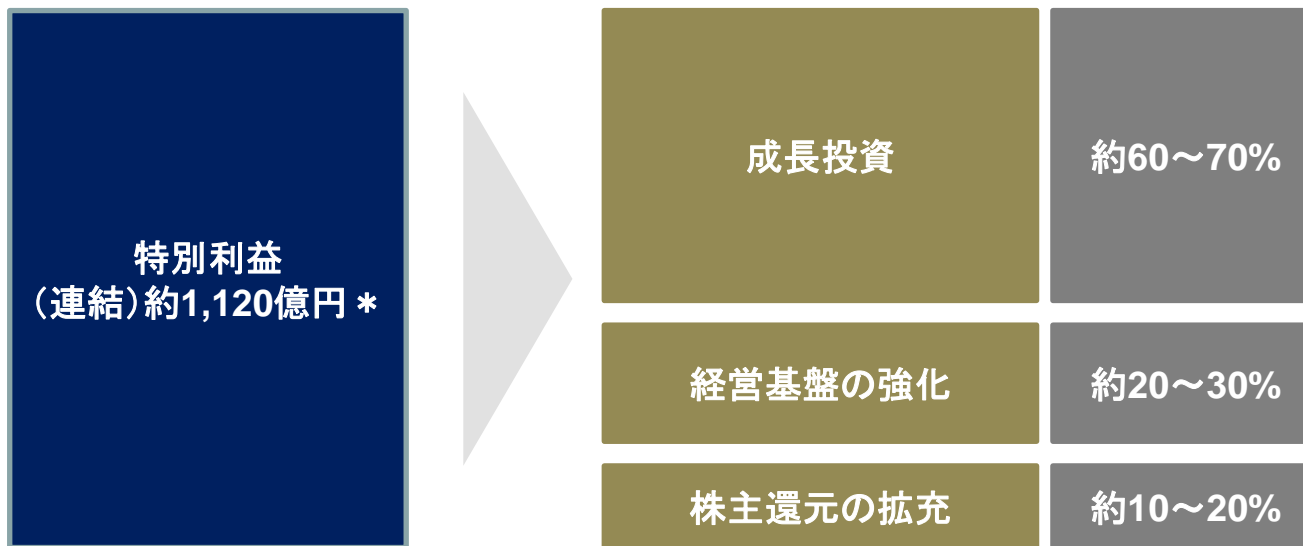 特別利益
（連結）約1,120億円＊
成長投資
約60～70%
経営基盤の強化
約20～30%
株主還元の拡充
約10～20%